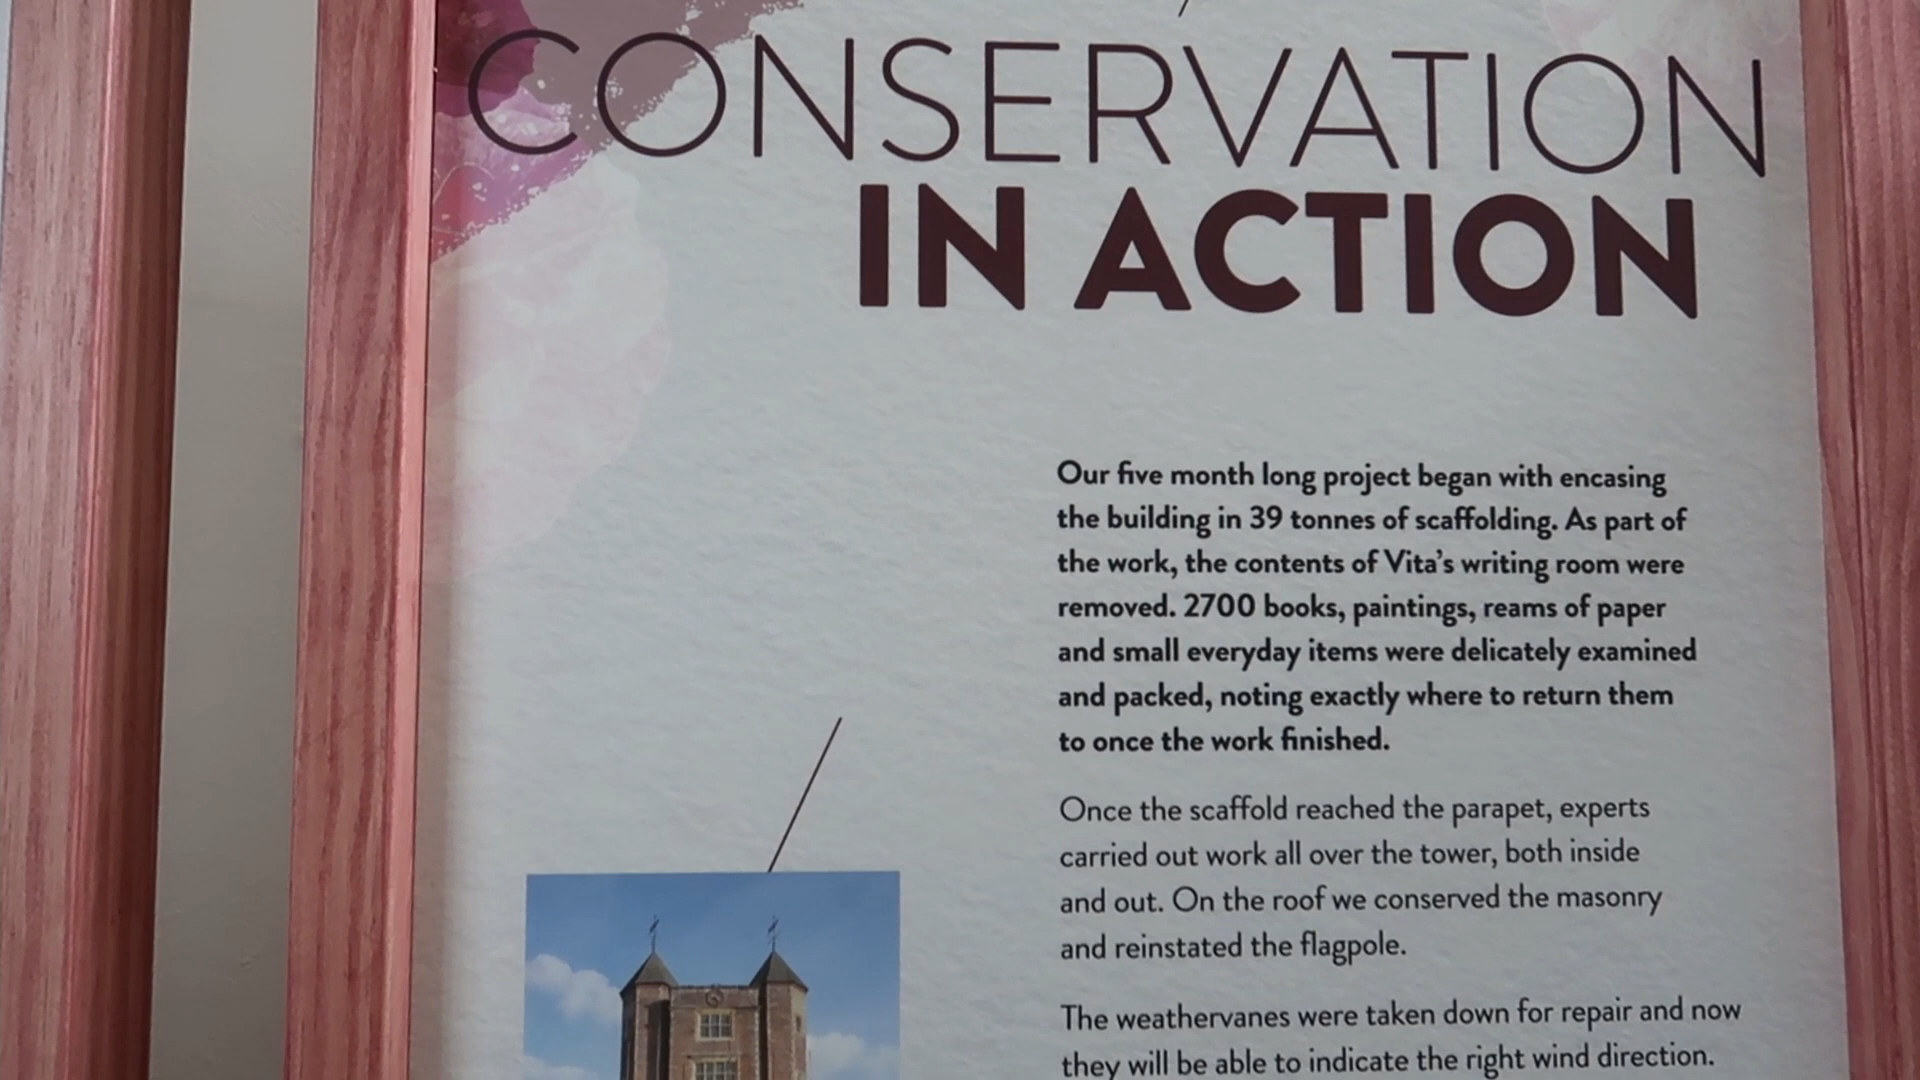 CONSERVATION
IN ACTION
Our five month long project began with encasing
the building in 39 tonnes of scaffolding. As part of
the work, the contents of Vita's writing room were
removed. 2700 books, paintings, reams of paper
and small everyday items were delicately examined
and packed, noting exactly where to return them
to once the work finished.
Once the scaffold reached the parapet, experts
carried out work all over the tower, both inside
and out. On the roof we conserved the masonry
and reinstated the flagpole.
The weathervanes were taken down for repair and now
they will be able to indicate the right wind direction.